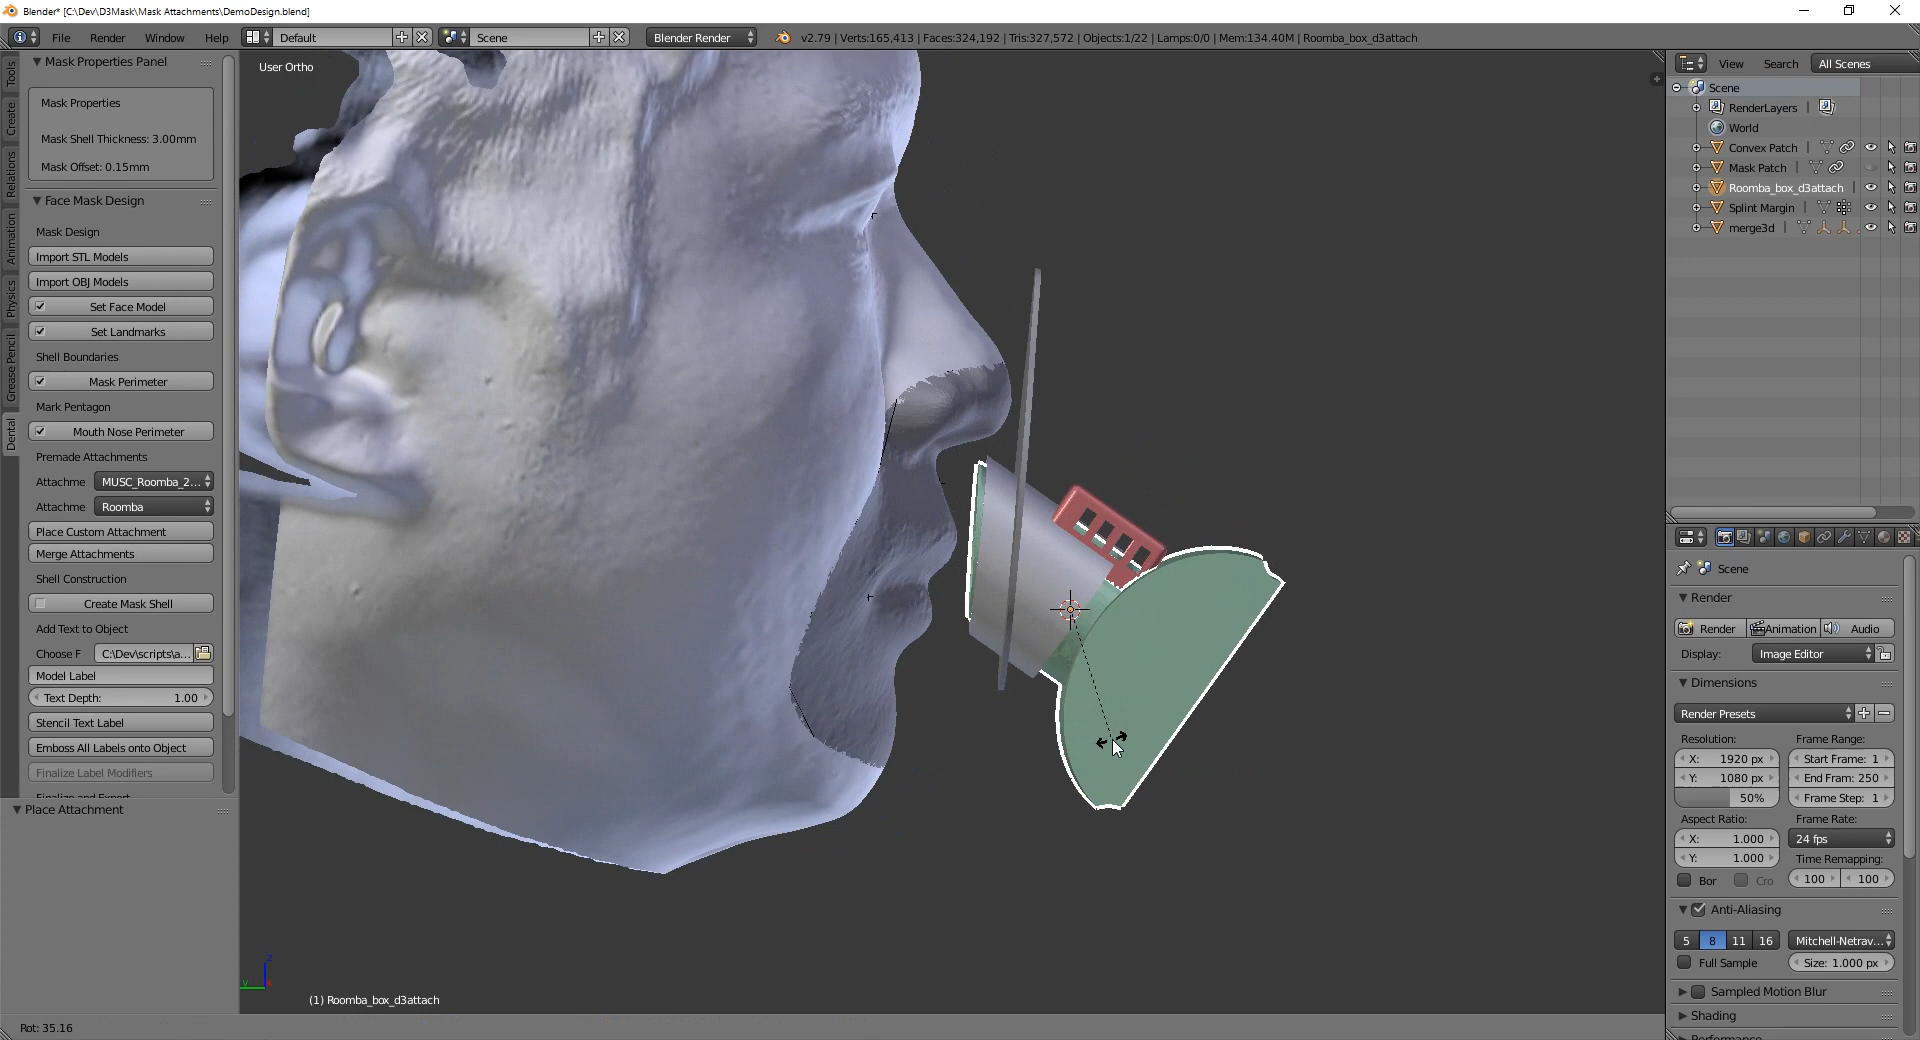 Blender* [C:\Dev\D3Mask\Mask Attachments\DemoDesign.blend]
File Render Window Help Default Scene Blender Render v2.79 | Verts:165,413 | Faces:324,192 | Tris:327,572 | Objects:1/22 | Lamps:0/0 | Mem:134.40M | Roomba_box_d3attach
Tools
Create
Relations
Animation
Physics
Grease Pencil
Dental
Mask Properties Panel
Mask Properties
Mask Shell Thickness: 3.00mm
Mask Offset: 0.15mm
Face Mask Design
Mask Design
Import STL Models
Import OBJ Models
Set Face Model
Set Landmarks
Shell Boundaries
Mask Perimeter
Mark Pentagon
Mouth Nose Perimeter
Premade Attachments
Attachme MUSC_Roomba_2...
Attachme Roomba
Place Custom Attachment
Merge Attachments
Shell Construction
Create Mask Shell
Add Text to Object
Choose F C:\Dev\scripts\a...
Model Label
Text Depth: 1.00
Stencil Text Label
Emboss All Labels onto Object
Finalize Label Modifiers
Finalize and Export
Place Attachment
User Ortho
z
y
x
(1) Roomba_box_d3attach
Rot: 35.16
View Search All Scenes
Scene
RenderLayers |
World
Convex Patch |
Mask Patch |
Roomba_box_d3attach |
Splint Margin |
merge3d |
Scene
Render
Render Animation Audio
Display: Image Editor
Dimensions
Render Presets
Resolution: Frame Range:
X: 1920 px Start Frame: 1
Y: 1080 px End Fram: 250
50% Frame Step: 1
Aspect Ratio: Frame Rate:
X: 1.000 24 fps
Y: 1.000 Time Remapping:
Bor Cro 100 100
Anti-Aliasing
5 8 11 16 Mitchell-Netrav...
Full Sample Size: 1.000 px
Sampled Motion Blur
Shading
Performance